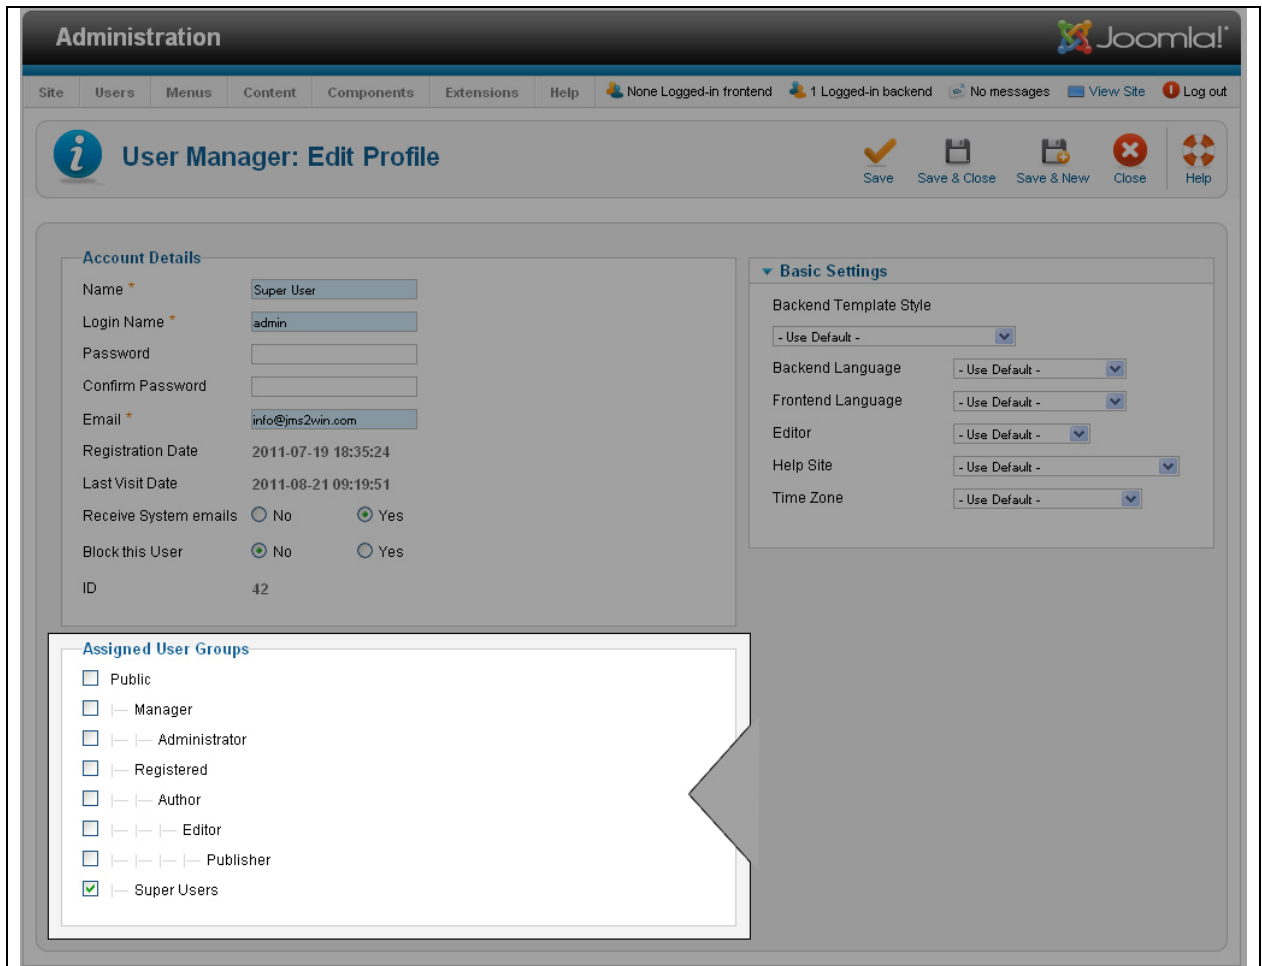 Administration
Joomla!
Site Users Menus Content Components Extensions Help None Logged-in frontend 1 Logged-in backend No messages View Site Log out
User Manager: Edit Profile
Save Save & Close Save & New Close Help
Account Details
Name *
Super User
Login Name *
admin
Password
Confirm Password
Email *
info@jms2win.com
Registration Date
2011-07-19 18:35:24
Last Visit Date
2011-08-21 09:19:51
Receive System emails No Yes
Block this User No Yes
ID
42
Basic Settings
Backend Template Style
- Use Default -
Backend Language
- Use Default -
Frontend Language
- Use Default -
Editor
- Use Default -
Help Site
- Use Default -
Time Zone
- Use Default -
Assigned User Groups
Public
|— Manager
|— |— Administrator
|— Registered
|— |— Author
|— |— |— Editor
|— |— |— |— Publisher
|— Super Users